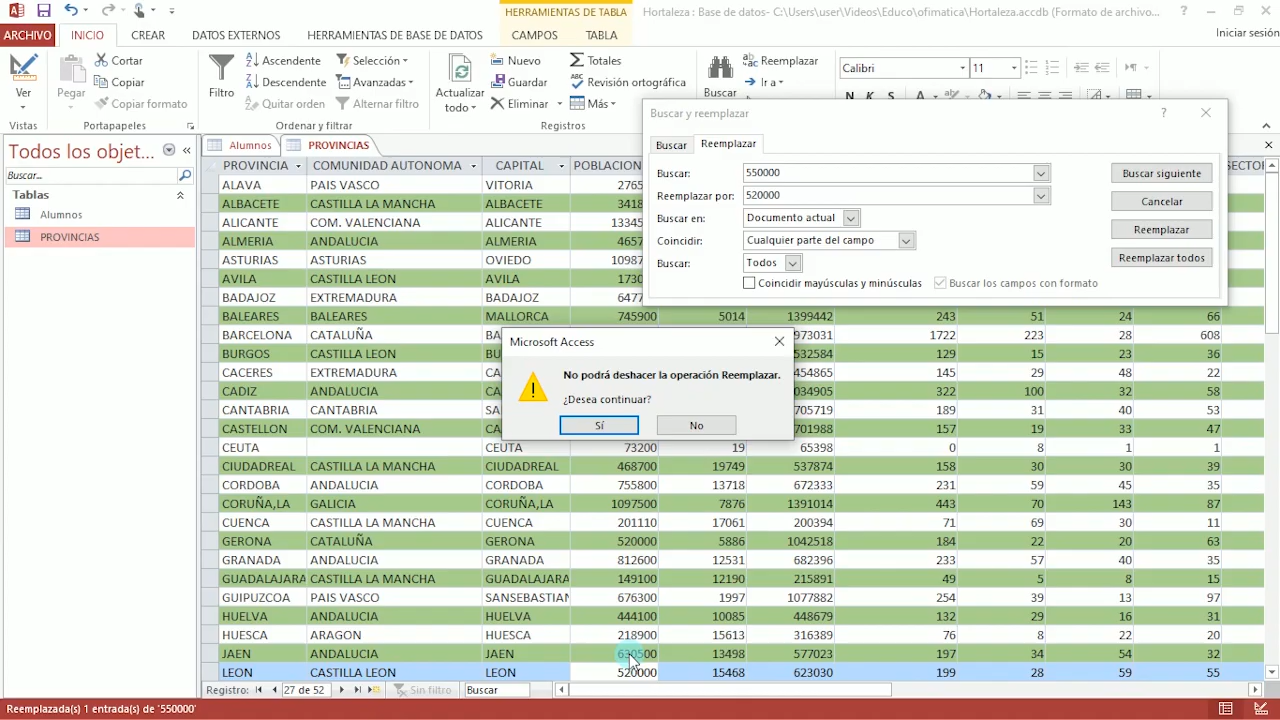 HERRAMIENTAS DE TABLA
Hortaleza : Base de datos- C:\Users\user\Videos\Educo\ofimatica\Hortaleza.accdb (Formato de archivo...
ARCHIVO INICIO CREAR DATOS EXTERNOS HERRAMIENTAS DE BASE DE DATOS CAMPOS TABLA
Iniciar sesión
Ver
Vistas
Pegar
Cortar
Copiar
Copiar formato
Portapapeles
Filtro
Ascendente
Descendente
Quitar orden
Selección
Avanzadas
Alternar filtro
Ordenar y filtrar
Actualizar
todo
Nuevo
Guardar
Eliminar
Totales
Revisión ortográfica
Más
Registros
Buscar
Reemplazar
Ir a
Calibri 11
N K S A
Todos los objet...
Buscar...
Tablas
Alumnos
PROVINCIAS
Alumnos PROVINCIAS
PROVINCIA COMUNIDAD AUTONOMA CAPITAL POBLACION SECTOR
ALAVA PAIS VASCO VITORIA 2765
ALBACETE CASTILLA LA MANCHA ALBACETE 3418
ALICANTE COM. VALENCIANA ALICANTE 13345
ALMERIA ANDALUCIA ALMERIA 4657
ASTURIAS ASTURIAS OVIEDO 10987
AVILA CASTILLA LEON AVILA 1730
BADAJOZ EXTREMADURA BADAJOZ 6477
BALEARES BALEARES MALLORCA 745900 5014 1399442 243 51 24 66
BARCELONA CATALUÑA BA 973031 1722 223 28 608
BURGOS CASTILLA LEON 532584 129 15 23 36
CACERES EXTREMADURA 454865 145 29 48 22
CADIZ ANDALUCIA 034905 322 100 32 58
CANTABRIA CANTABRIA SA 705719 189 31 40 53
CASTELLON COM. VALENCIANA 701988 157 19 33 47
CEUTA CEUTA 73200 19 65398 0 8 1 1
CIUDADREAL CASTILLA LA MANCHA CIUDADREAL 468700 19749 537874 158 30 30 39
CORDOBA ANDALUCIA CORDOBA 755800 13718 672333 231 59 45 35
CORUÑA,LA GALICIA CORUÑA,LA 1097500 7876 1391014 443 70 143 87
CUENCA CASTILLA LA MANCHA CUENCA 201110 17061 200394 71 69 30 11
GERONA CATALUÑA GERONA 520000 5886 1042518 184 22 20 63
GRANADA ANDALUCIA GRANADA 812600 12531 682396 233 57 40 35
GUADALAJARA CASTILLA LA MANCHA GUADALAJARA 149100 12190 215891 49 5 8 15
GUIPUZCOA PAIS VASCO SANSEBASTIAN 676300 1997 1077882 254 39 13 97
HUELVA ANDALUCIA HUELVA 444100 10085 448679 132 29 16 31
HUESCA ARAGON HUESCA 218900 15613 316389 76 8 22 20
JAEN ANDALUCIA JAEN 630500 13498 577023 197 34 54 32
LEON CASTILLA LEON LEON 520000 15468 623030 199 28 59 55
Buscar y reemplazar
Buscar Reemplazar
Buscar: 550000 Buscar siguiente
Reemplazar por: 520000 Cancelar
Buscar en: Documento actual Reemplazar
Coincidir: Cualquier parte del campo Reemplazar todos
Buscar: Todos
Coincidir mayúsculas y minúsculas Buscar los campos con formato
Microsoft Access
No podrá deshacer la operación Reemplazar.
¿Desea continuar?
Sí No
Registro: 27 de 52 Sin filtro Buscar
Reemplazada(s) 1 entrada(s) de '550000'